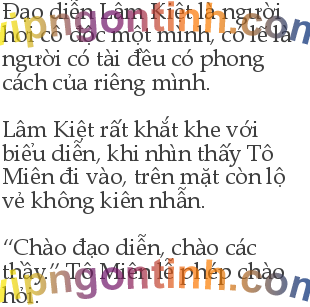 Đạo diễn Lâm Kiệt là người
hơi cô độc một mình, có lẽ là
người có tài đều có phong
cách của riêng mình.

Lâm Kiệt rất khắt khe với
biểu diễn, khi nhìn thấy Tô
Miên đi vào, trên mặt còn lộ
vẻ không kiên nhẫn.

“Chào đạo diễn, chào các
thầy.” Tô Miên lễ phép chào
hỏi.